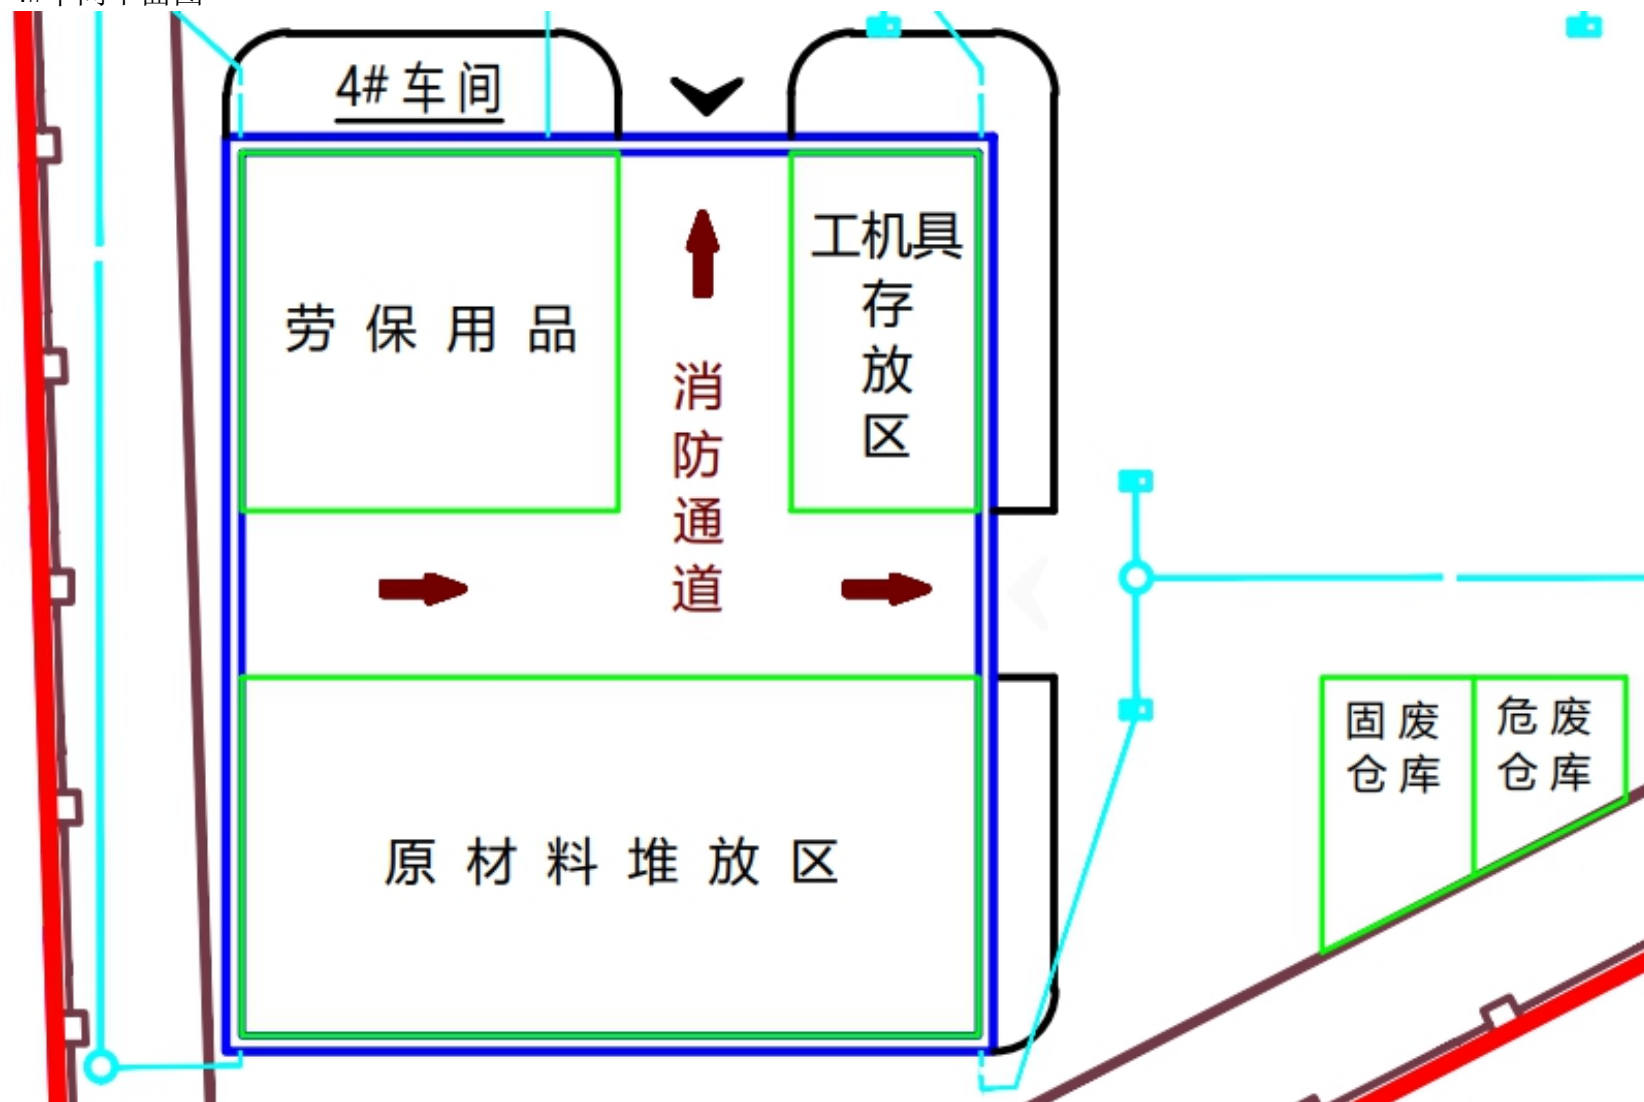 4#车间
劳保用品
工机具
存
放
区
消
防
通
道
原材料堆放区
固废
仓库
危废
仓库